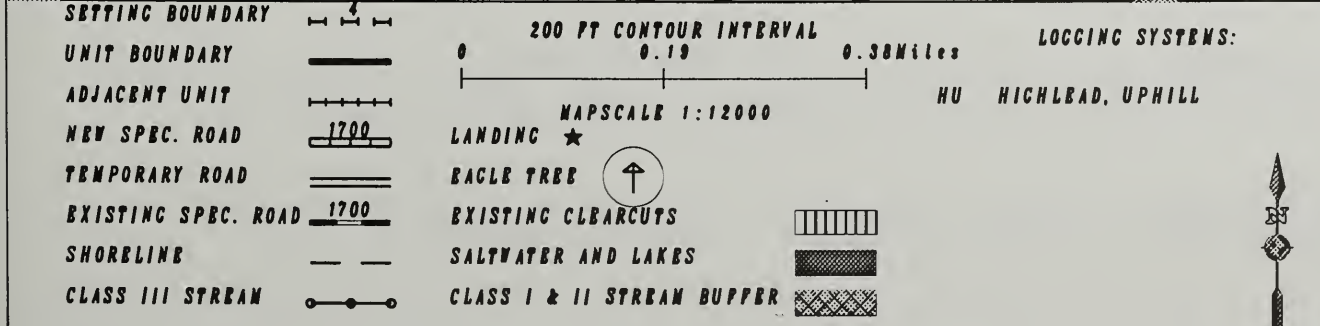 SETTING BOUNDARY 4
UNIT BOUNDARY
ADJACENT UNIT
NEW SPEC. ROAD 1700
TEMPORARY ROAD
EXISTING SPEC. ROAD 1700
SHORELINE
CLASS III STREAM
200 FT CONTOUR INTERVAL
0 0.19 0.38Miles
MAPSCALE 1:12000
LANDING
EAGLE TREE
EXISTING CLEARCUTS
SALTWATER AND LAKES
CLASS I & II STREAM BUFFER
LOGGING SYSTEMS:
HU HIGHLEAD, UPHILL
N